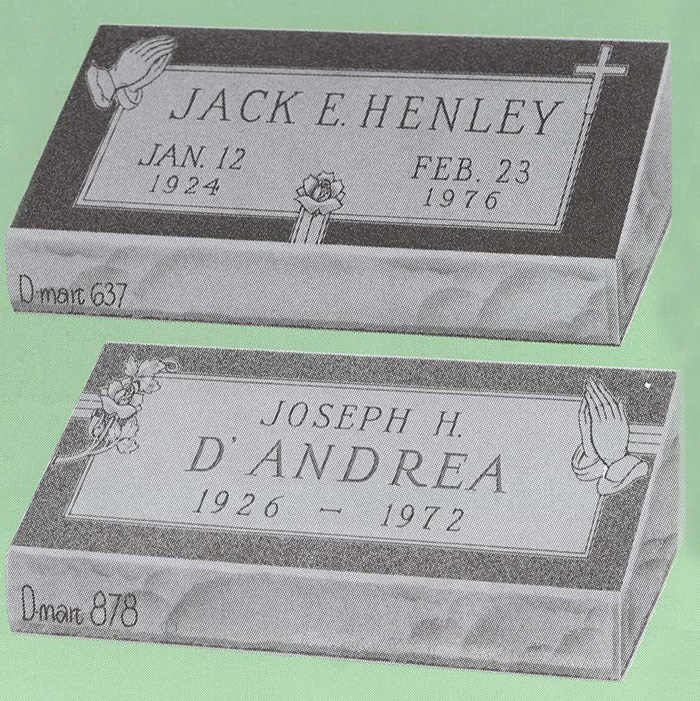 JACK E. HENLEY
JAN. 12 FEB. 23
1924 1976
D-mart 637
JOSEPH H.
D'ANDREA
1926 — 1972
D-mart 878